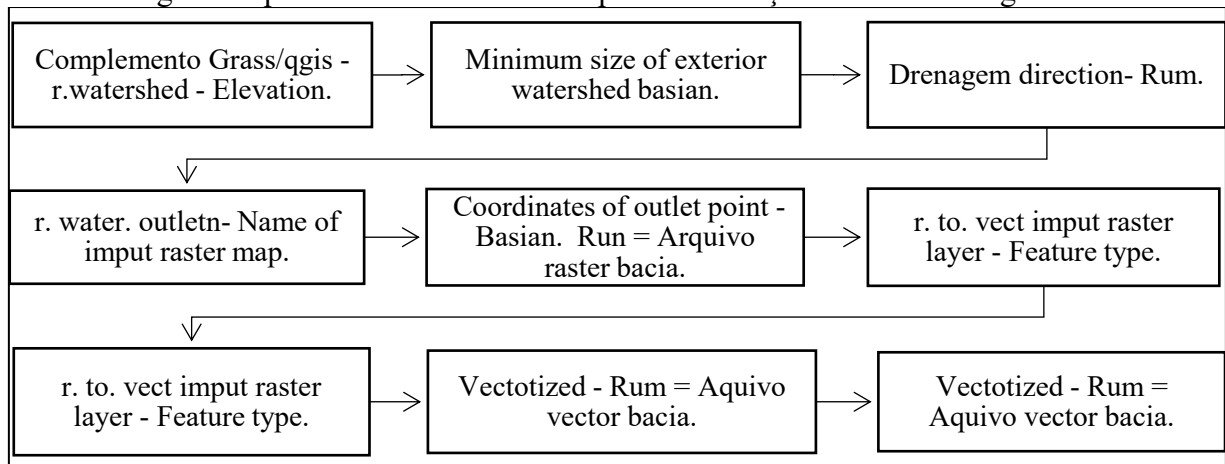 Complemento Grass/qgis -
r.watershed - Elevation.
Minimum size of exterior
watershed basian.
Drenagem direction- Rum.
r. water. outletn- Name of
imput raster map.
Coordinates of outlet point -
Basian. Run = Arquivo
raster bacia.
r. to. vect imput raster
layer - Feature type.
r. to. vect imput raster
layer - Feature type.
Vectotized - Rum = Aquivo
vector bacia.
Vectotized - Rum =
Aquivo vector bacia.